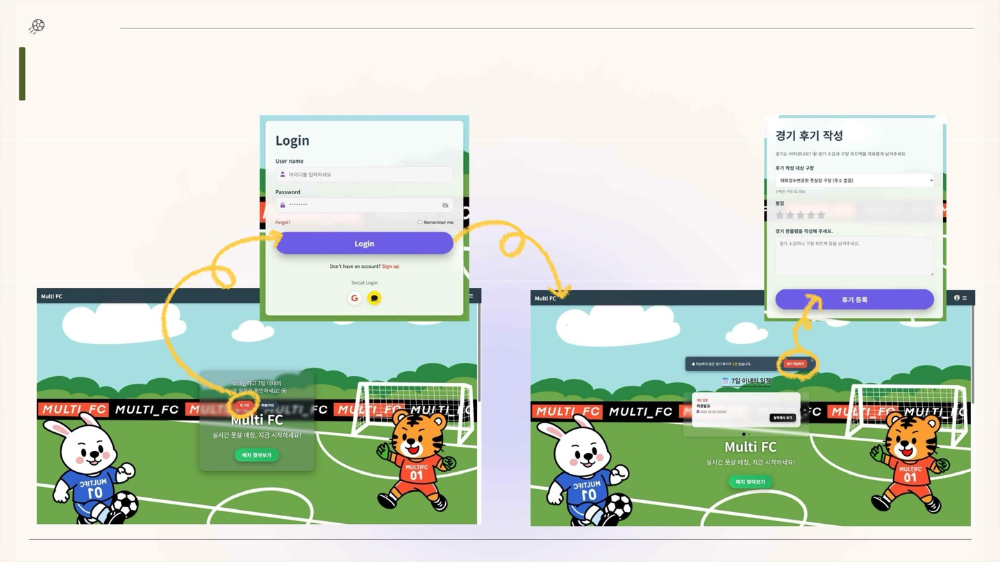 Login
User name
아이디를 입력하세요
Password
********
Forgot?
Remember me
Login
Don't have an account? Sign up
Social Login
G
Multi FC
로그인하고 7일 이내의
일정을 확인하세요! ⚽
로그인
회원가입
MULTI_FC
MULTI_FC
MULTI_FC
MULTI_FC
Multi FC
실시간 풋살 매칭, 지금 시작하세요!
매치 찾아보기
MULTIFC
01
MULTIFC
01
경기 후기 작성
경기는 어떠셨나요? ⚽ 경기 소감과 구장 피드백을 자유롭게 남겨주세요.
후기 작성 대상 구장
태화강수변공원 풋살장 구장 (주소 없음)
선택된 구장 ID: 666
평점
경기 한줄평을 작성해 주세요.
경기 소감이나 구장 피드백 등을 남겨주세요.
후기 등록
Multi FC
작성하지 않은 경기 후기가 1건 있습니다.
후기 작성하기
7일 이내의 일정
개인 일정
최종발표
달력에서 보기
>
MULTI_FC
MULTI_FC
MULTI_FC
Multi FC
실시간 풋살 매칭, 지금 시작하세요!
매치 찾아보기
MULTIFC
01
MULTIFC
01